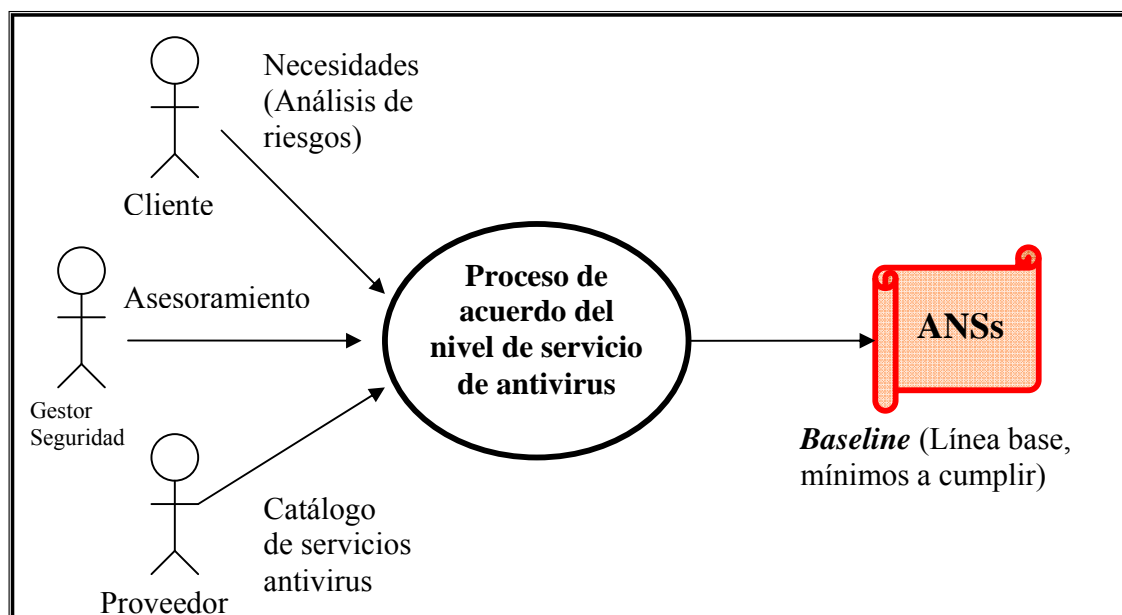 Necesidades
(Análisis de
riesgos)
Cliente
Asesoramiento
Gestor
Seguridad
Proceso de
acuerdo del
nivel de servicio
de antivirus
ANSs
Baseline (Línea base,
mínimos a cumplir)
Catálogo
de servicios
antivirus
Proveedor